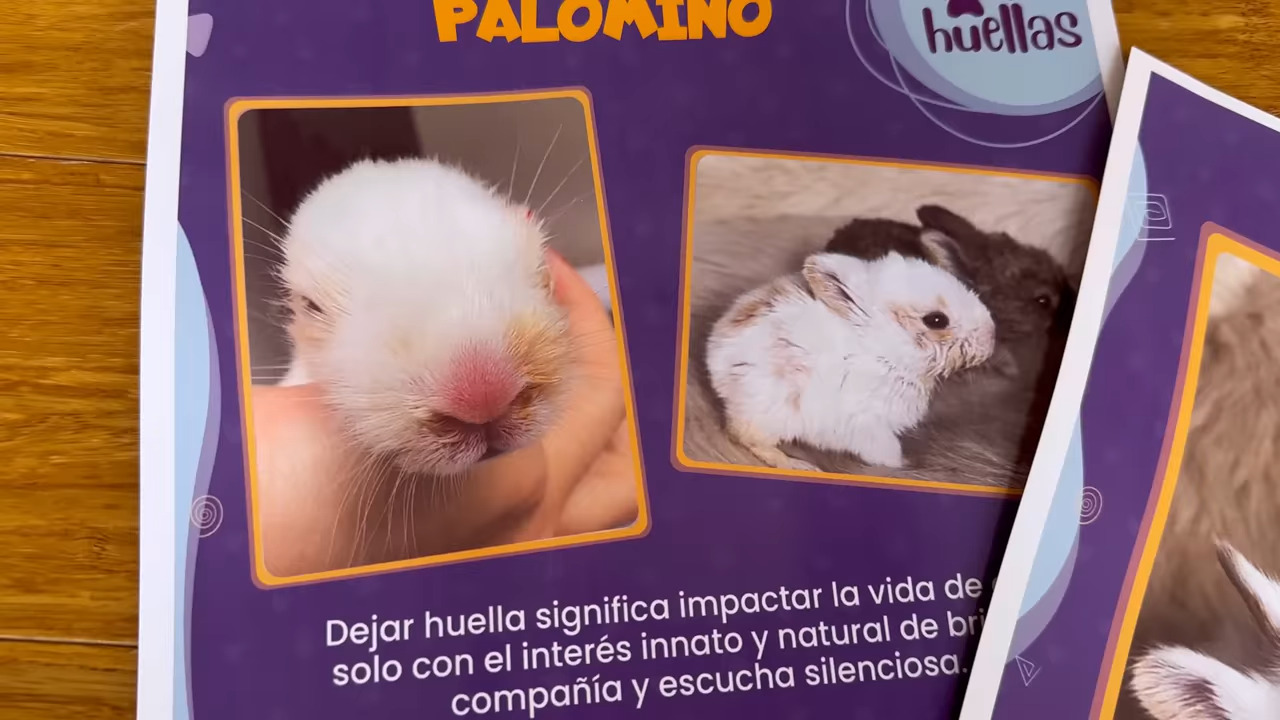 PALOMINO
huellas
Dejar huella significa impactar la vida de
solo con el interés innato y natural de
compañía y escucha silenciosa.